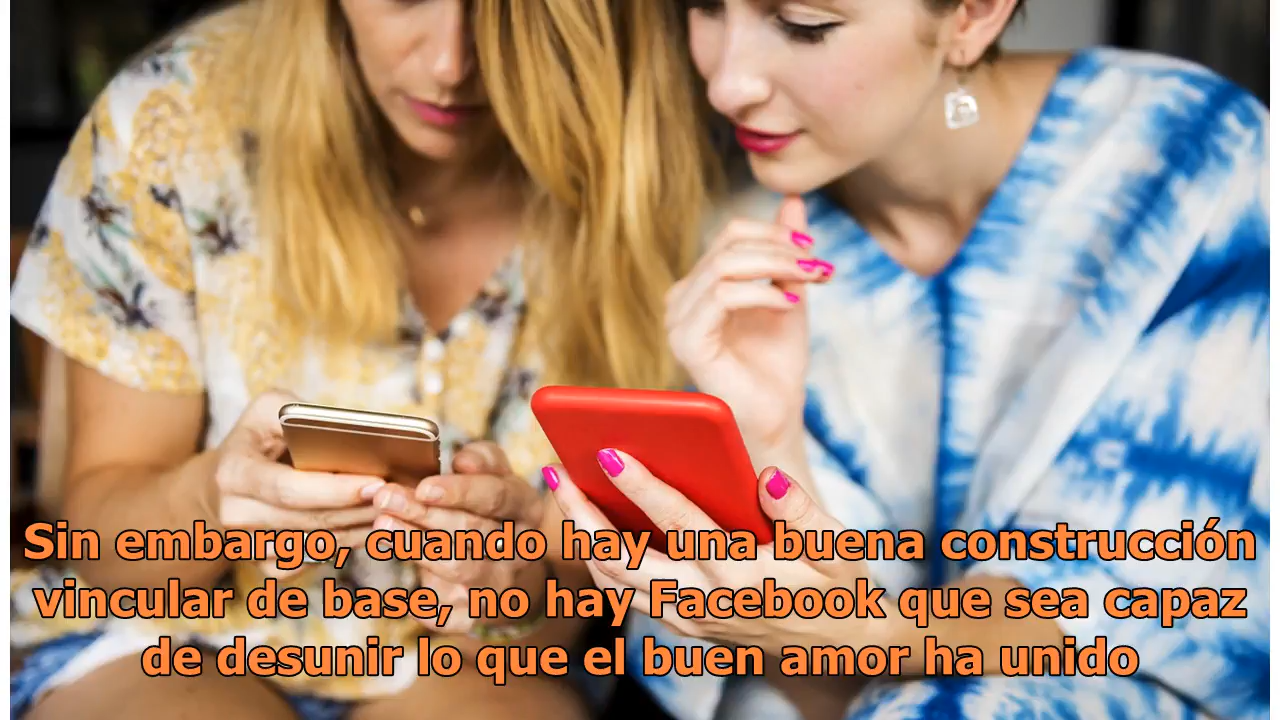 Sin embargo, cuando hay una buena construcción
vincular de base, no hay Facebook que sea capaz
de desunir lo que el buen amor ha unido